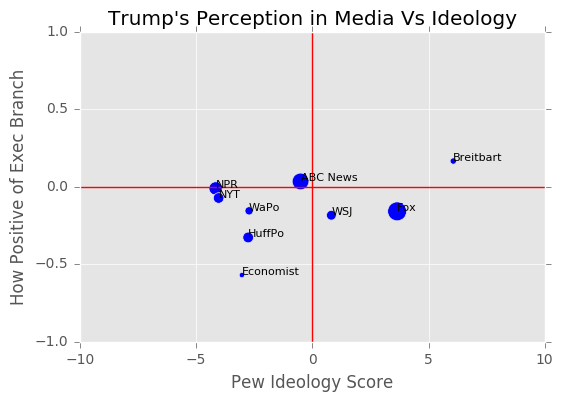 Trump's Perception in Media Vs Ideology
How Positive of Exec Branch
1.0
0.5
0.0
−0.5
−1.0
Breitbart
ABC News
NPR
NYT
WaPo
WSJ
Fox
HuffPo
Economist
−10
−5
0
5
10
Pew Ideology Score